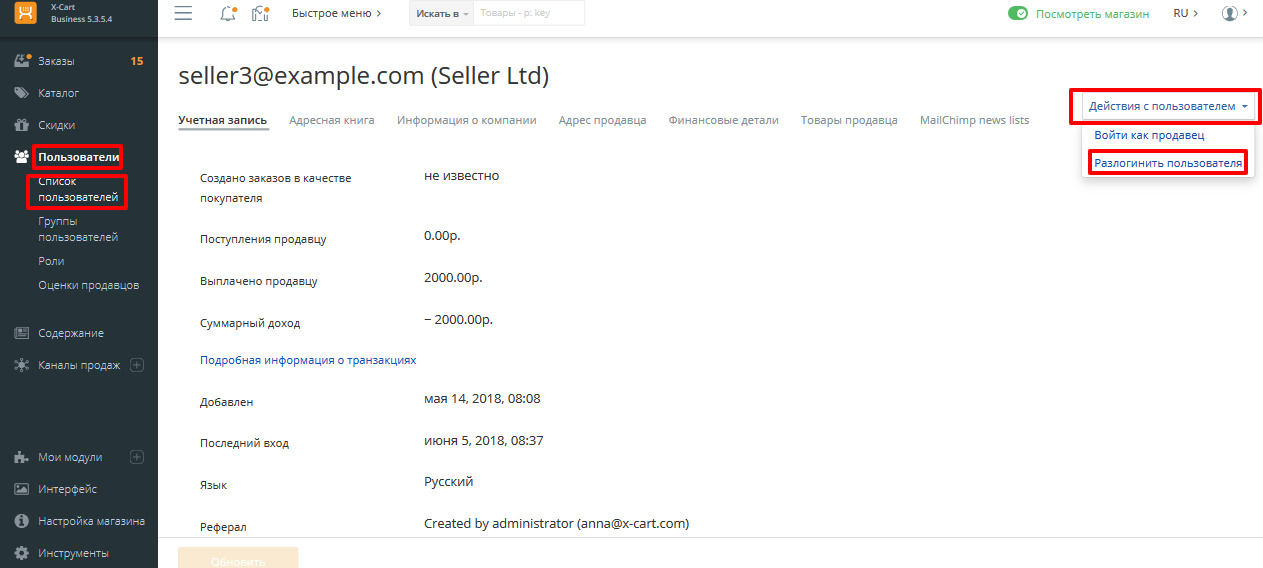 X-Cart
Business 5.3.5.4
Быстрое меню
Искать в
Товары - p: key
Посмотреть магазин
RU
Заказы 15
Каталог
Скидки
Пользователи
Список
пользователей
Группы
пользователей
Роли
Оценки продавцов
Содержание
Каналы продаж
Мои модули
Интерфейс
Настройка магазина
Инструменты
seller3@example.com (Seller Ltd)
Действия с пользователем
Войти как продавец
Разлогинить пользователя
Учетная запись Адресная книга Информация о компании Адрес продавца Финансовые детали Товары продавца MailChimp news lists
Создано заказов в качестве
покупателя
не известно
Поступления продавцу 0.00р.
Выплачено продавцу 2000.00р.
Суммарный доход − 2000.00р.
Подробная информация о транзакциях
Добавлен мая 14, 2018, 08:08
Последний вход июня 5, 2018, 08:37
Язык Русский
Реферал Created by administrator (anna@x-cart.com)
Обновить